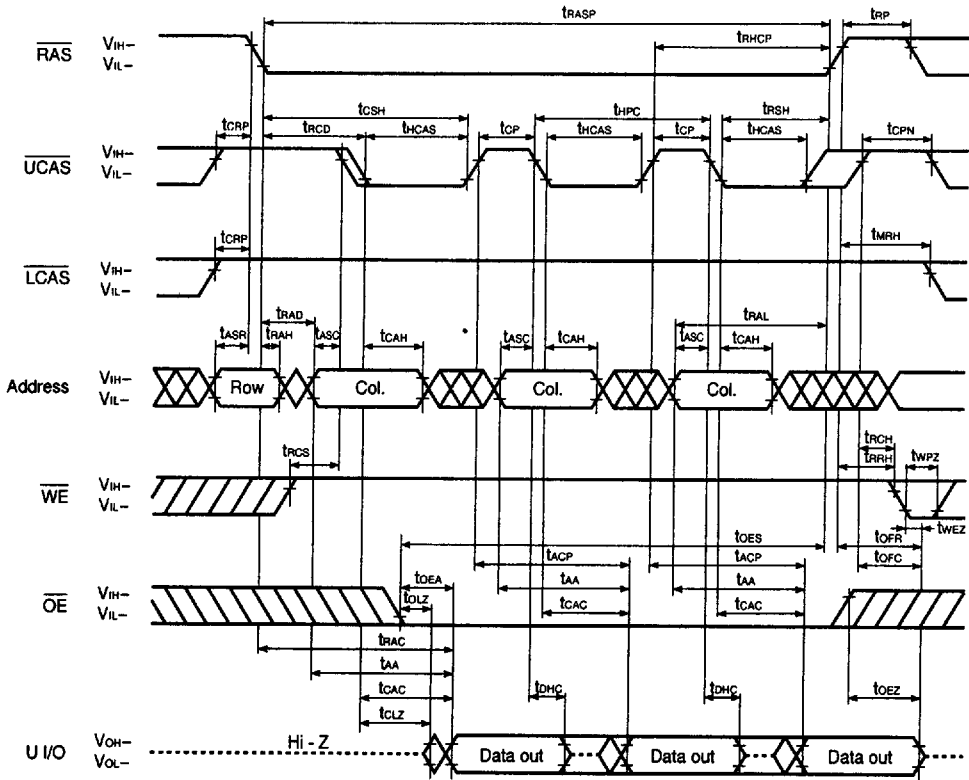 tRASP tRP
RAS VIH– tRHCP
VIL–
tCSH tHPC tRSH
tCRP tRCD tHCAS tCP tHCAS tCP tHCAS tCPN
UCAS VIH–
VIL–
tCRP tMRH
LCAS VIH–
VIL–
tRAD tRAL
tASR tRAH tASC tCAH tASC tCAH tASC tCAH
Address VIH– Row Col. Col. Col.
VIL–
tRCS tRCH tWPZ
tRRH
WE VIH–
VIL–
tWEZ
tOES tOFR
tACP tACP tOFC
tOEA tAA tAA
OE VIH– tOLZ tCAC tCAC
VIL–
tRAC
tAA
tCAC tDHC tDHC tOEZ
tCLZ
U I/O VOH– Hi - Z Data out Data out Data out
VOL–